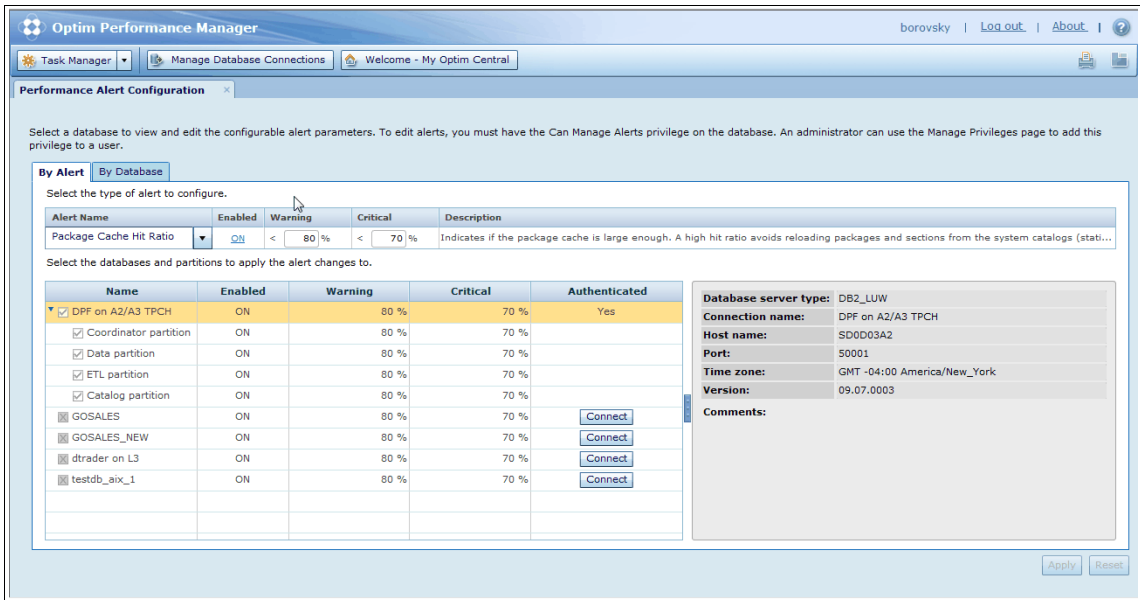 Optim Performance Manager
borovsky | Log out | About | ?
Task Manager Manage Database Connections Welcome - My Optim Central
Performance Alert Configuration ×
Select a database to view and edit the configurable alert parameters. To edit alerts, you must have the Can Manage Alerts privilege on the database. An administrator can use the Manage Privileges page to add this
privilege to a user.
By Alert By Database
Select the type of alert to configure.
Alert Name Enabled Warning Critical Description
Package Cache Hit Ratio ON < 80 % < 70 % Indicates if the package cache is large enough. A high hit ratio avoids reloading packages and sections from the system catalogs (stati...
Select the databases and partitions to apply the alert changes to.
Name Enabled Warning Critical Authenticated
DPF on A2/A3 TPCH ON 80 % 70 % Yes
Coordinator partition ON 80 % 70 %
Data partition ON 80 % 70 %
ETL partition ON 80 % 70 %
Catalog partition ON 80 % 70 %
GOSALES ON 80 % 70 % Connect
GOSALES_NEW ON 80 % 70 % Connect
dtrader on L3 ON 80 % 70 % Connect
testdb_aix_1 ON 80 % 70 % Connect
Database server type: DB2_LUW
Connection name: DPF on A2/A3 TPCH
Host name: SD0D03A2
Port: 50001
Time zone: GMT -04:00 America/New_York
Version: 09.07.0003
Comments:
Apply Reset